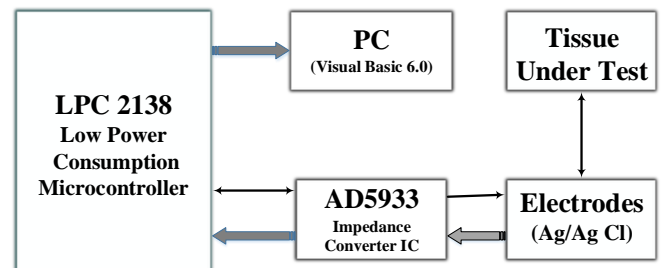 LPC 2138
Low Power
Consumption
Microcontroller
PC
(Visual Basic 6.0)
Tissue
Under Test
AD5933
Impedance
Converter IC
Electrodes
(Ag/Ag Cl)